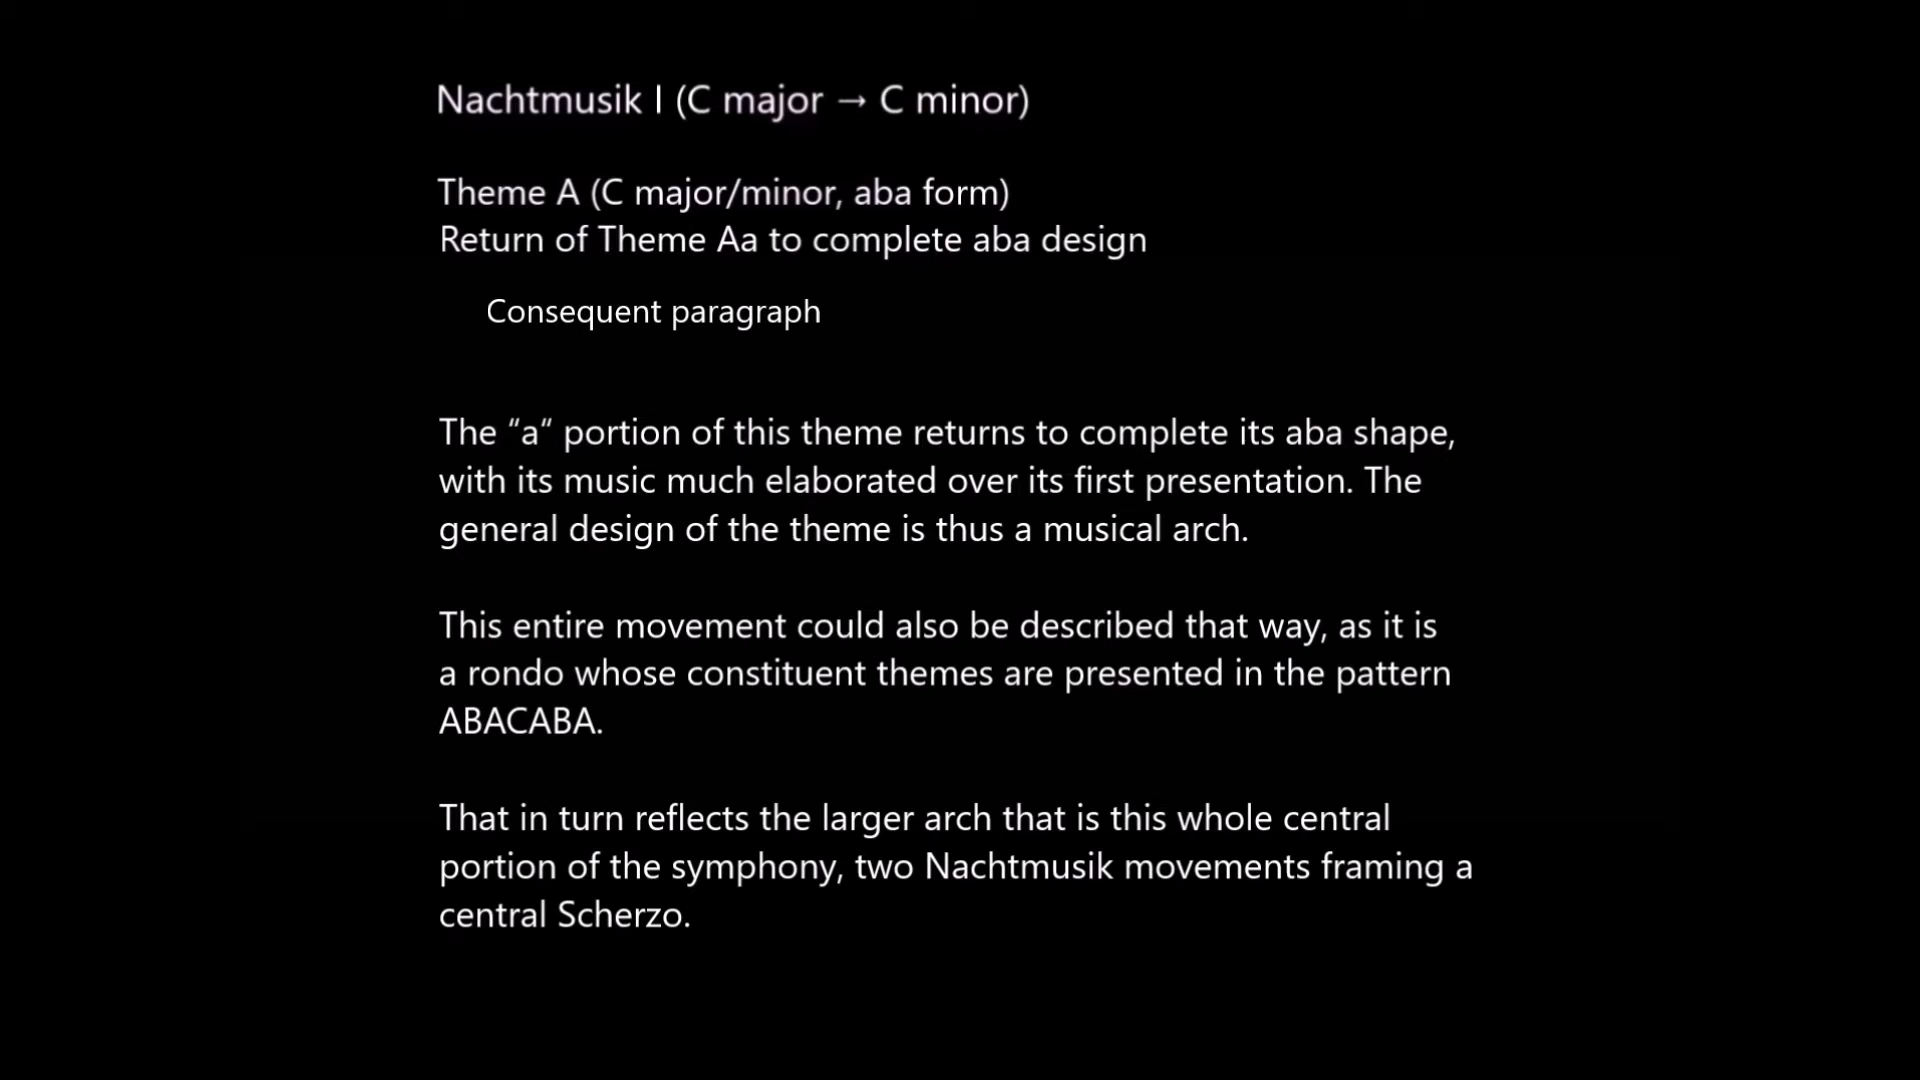 Nachtmusik I (C major → C minor)
Theme A (C major/minor, aba form)
Return of Theme Aa to complete aba design
Consequent paragraph
The “a“ portion of this theme returns to complete its aba shape,
with its music much elaborated over its first presentation. The
general design of the theme is thus a musical arch.
This entire movement could also be described that way, as it is
a rondo whose constituent themes are presented in the pattern
ABACABA.
That in turn reflects the larger arch that is this whole central
portion of the symphony, two Nachtmusik movements framing a
central Scherzo.